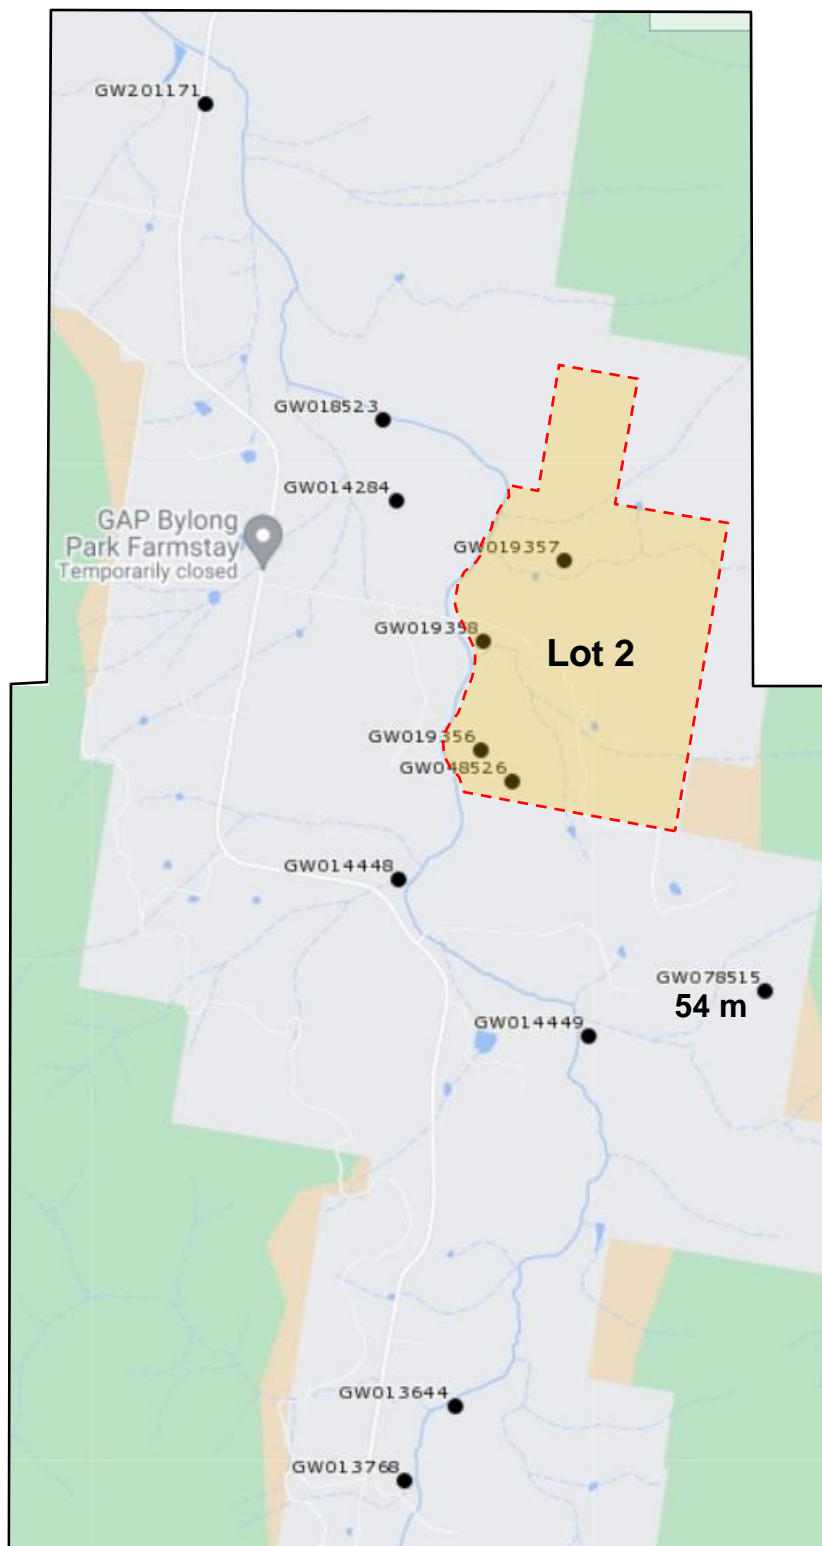 GW201171
GW018523
GW014284
GAP Bylong
Park Farmstay
Temporarily closed
GW019357
GW019358
Lot 2
GW019356
GW048526
GW014448
GW078515
54 m
GW014449
GW013644
GW013768